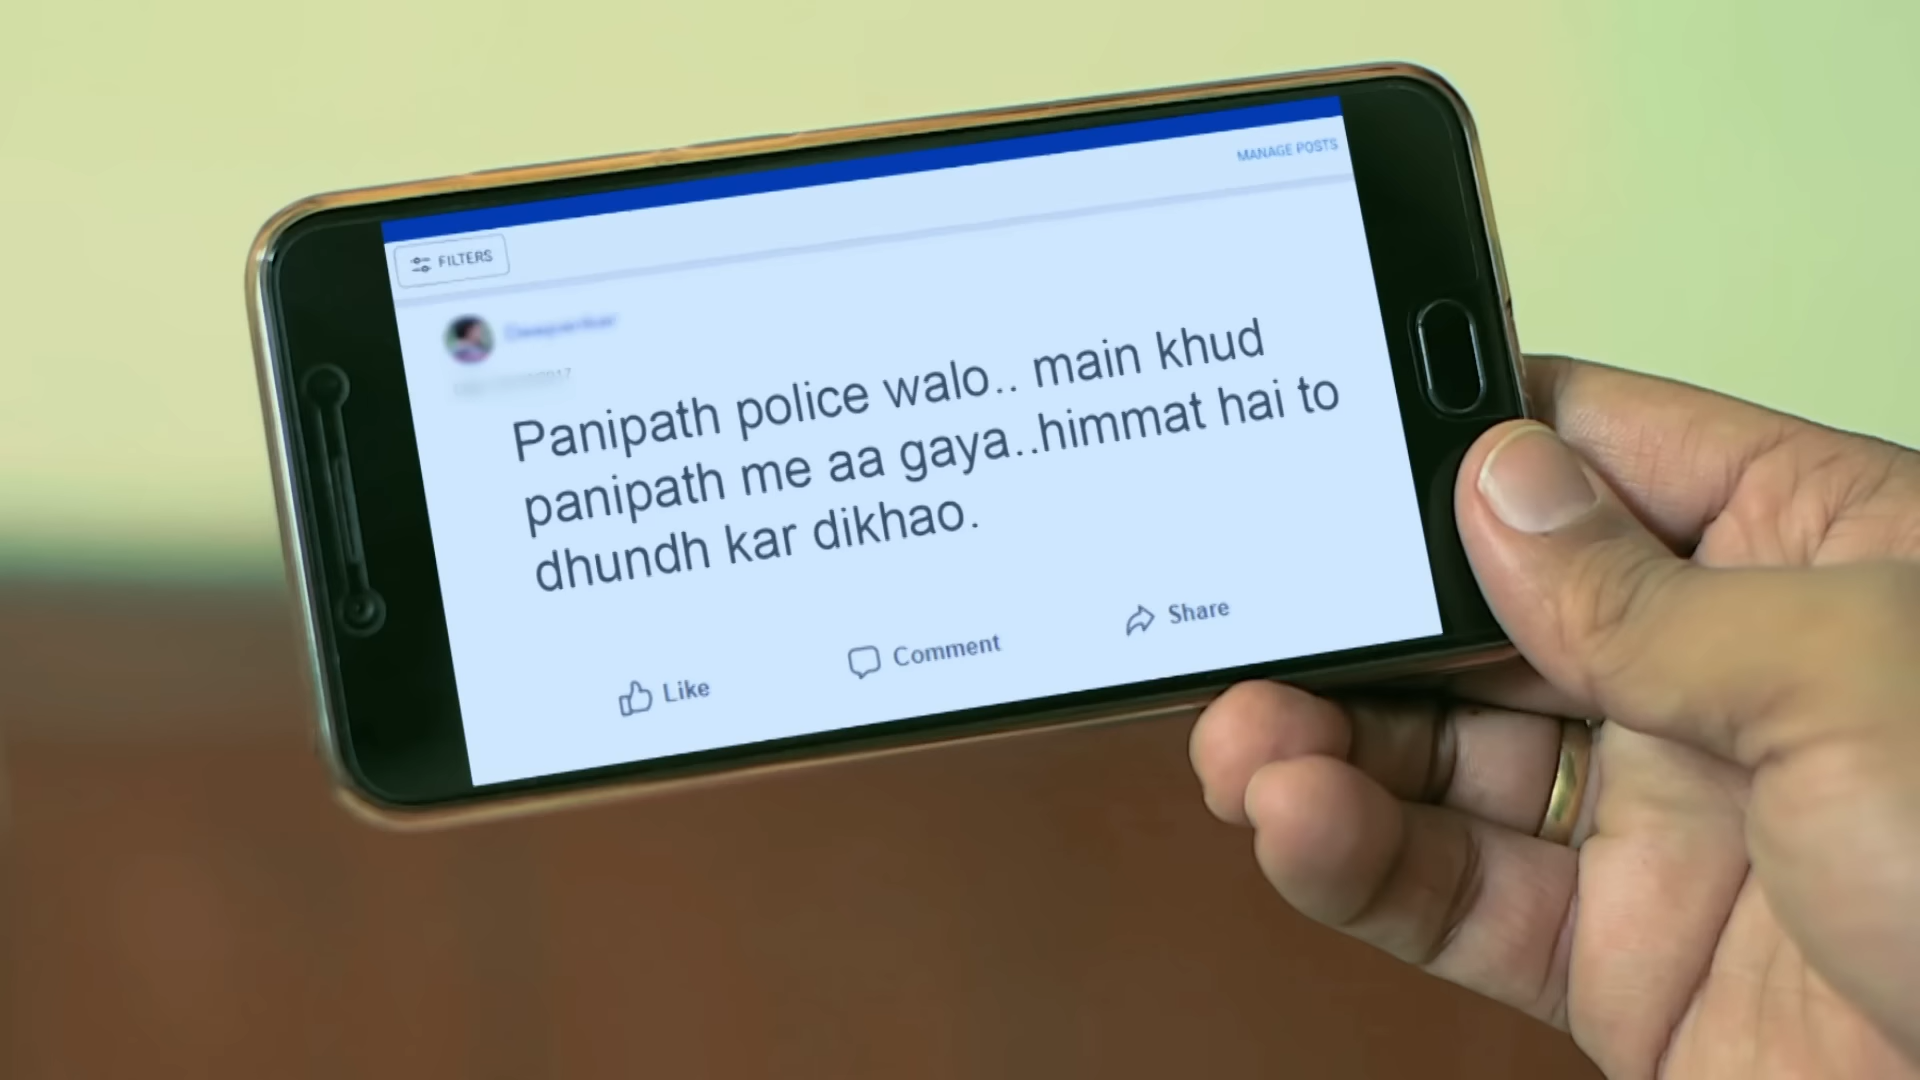 MANAGE POSTS
FILTERS
Panipath police walo.. main khud
panipath me aa gaya..himmat hai to
dhundh kar dikhao.
Like
Comment
Share